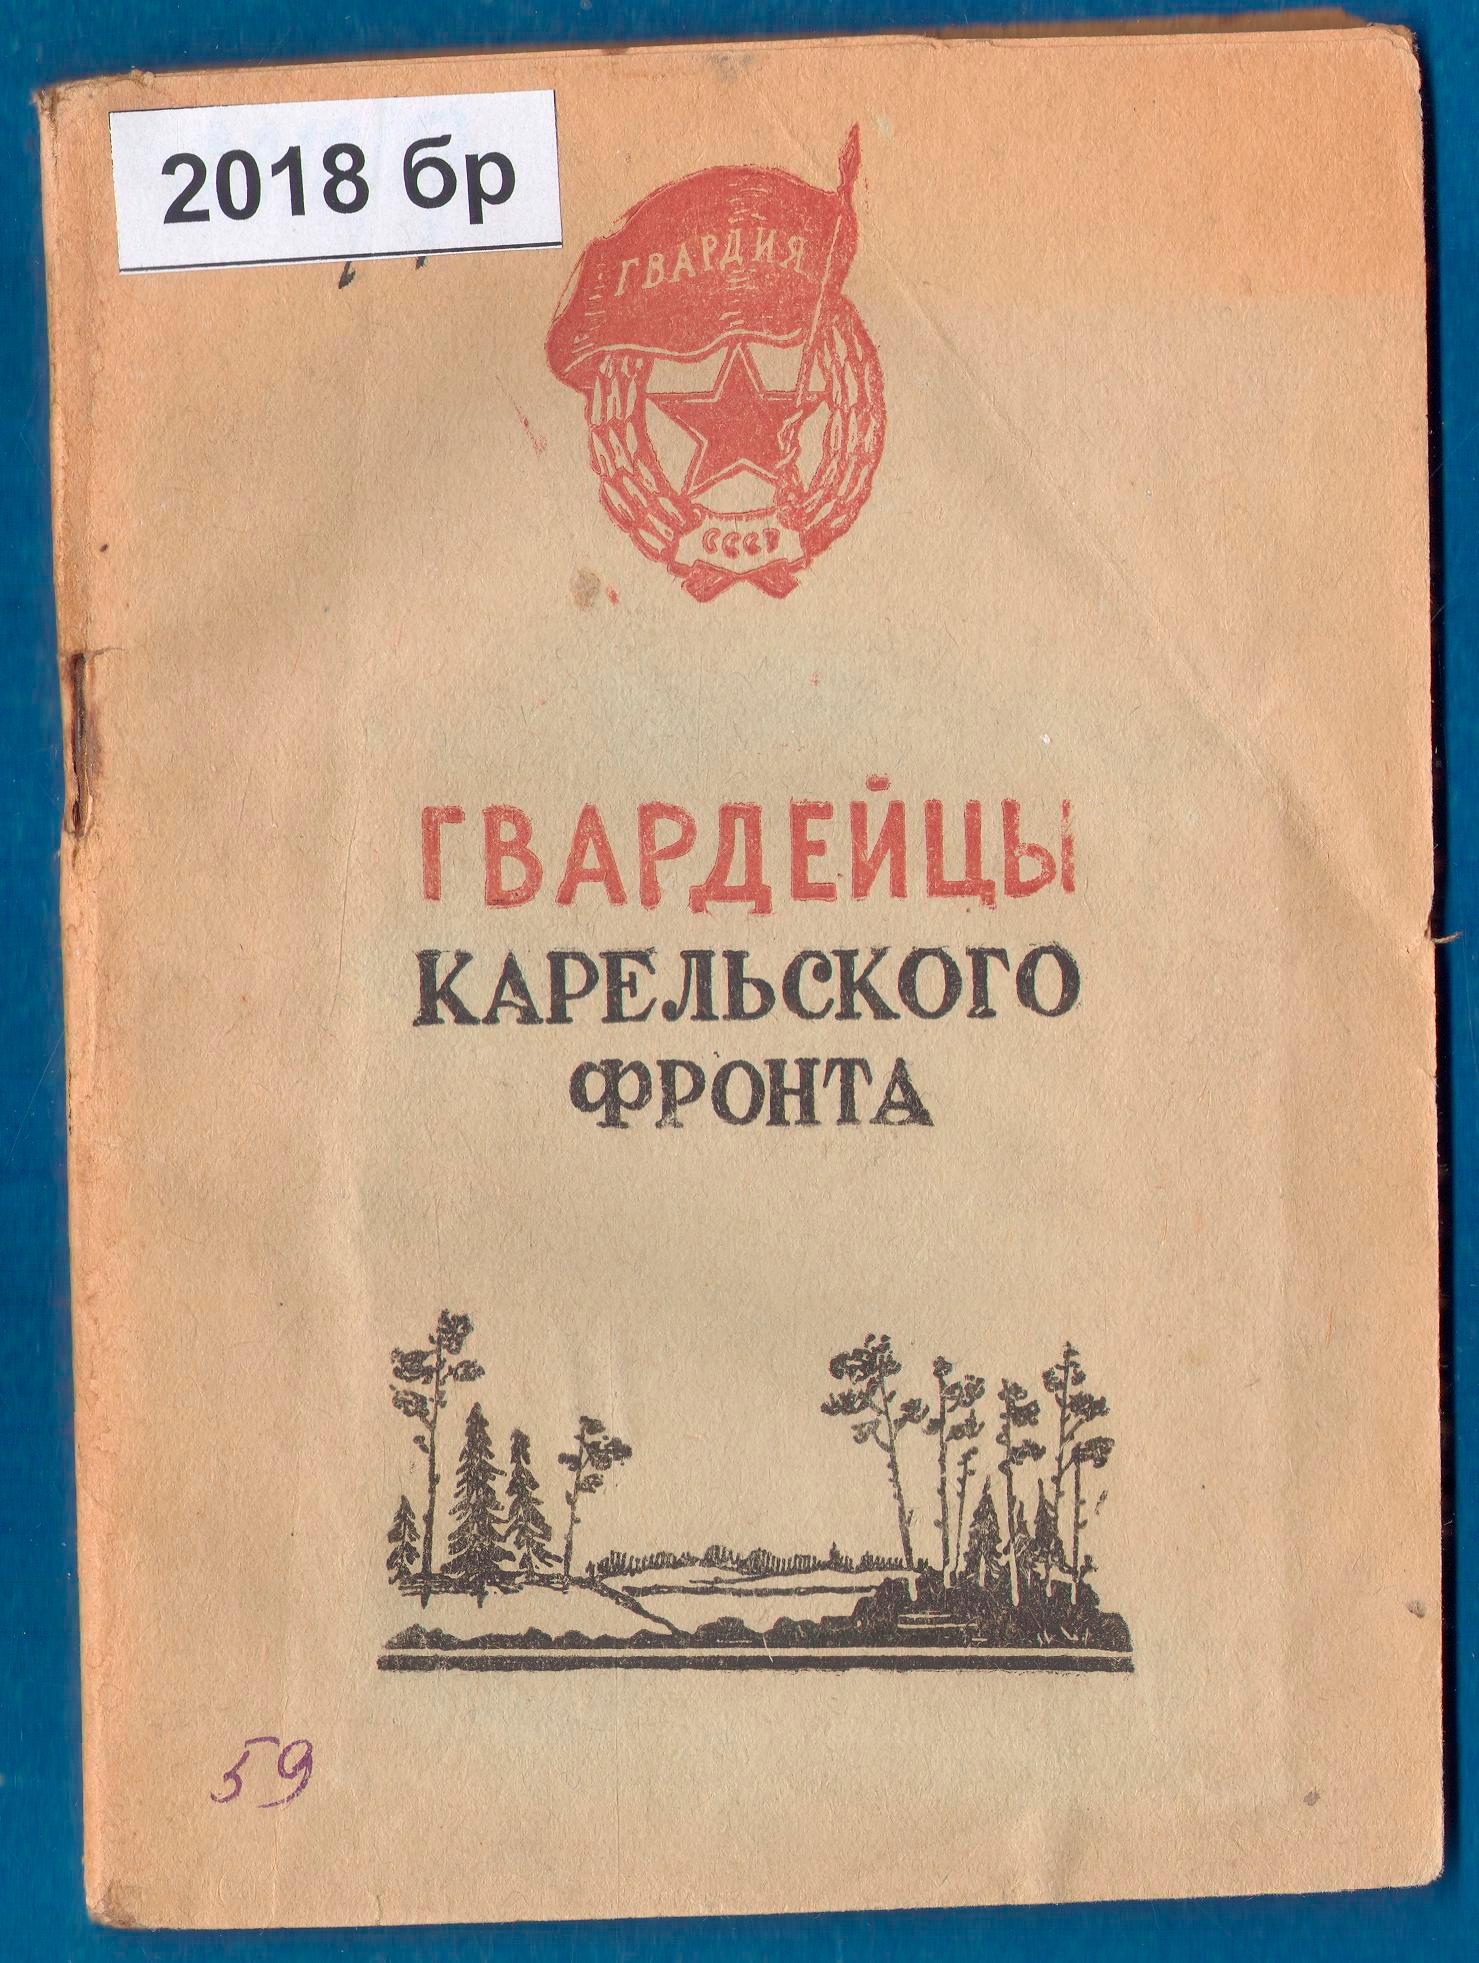 2018 бр
ГВАРДИЯ
СССР
ГВАРДЕЙЦЫ
КАРЕЛЬСКОГО
ФРОНТА
59